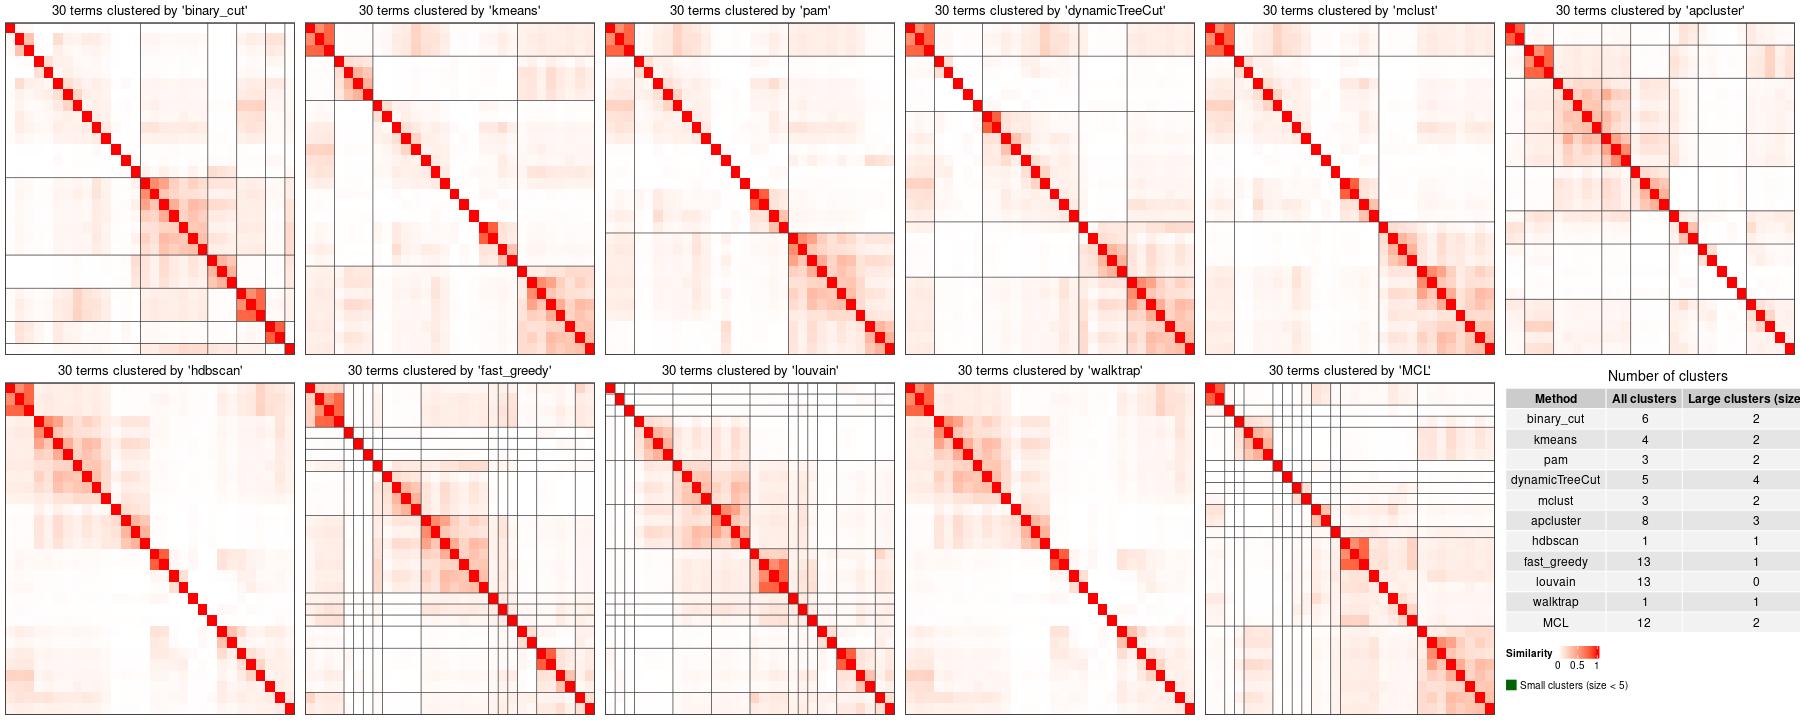 30 terms clustered by 'binary_cut'
30 terms clustered by 'kmeans'
30 terms clustered by 'pam'
30 terms clustered by 'dynamicTreeCut'
30 terms clustered by 'mclust'
30 terms clustered by 'apcluster'
30 terms clustered by 'hdbscan'
30 terms clustered by 'fast_greedy'
30 terms clustered by 'louvain'
30 terms clustered by 'walktrap'
30 terms clustered by 'MCL'
Number of clusters
Method All clusters Large clusters (size
binary_cut 6 2
kmeans 4 2
pam 3 2
dynamicTreeCut 5 4
mclust 3 2
apcluster 8 3
hdbscan 1 1
fast_greedy 13 1
louvain 13 0
walktrap 1 1
MCL 12 2
Similarity
0 0.5 1
Small clusters (size < 5)